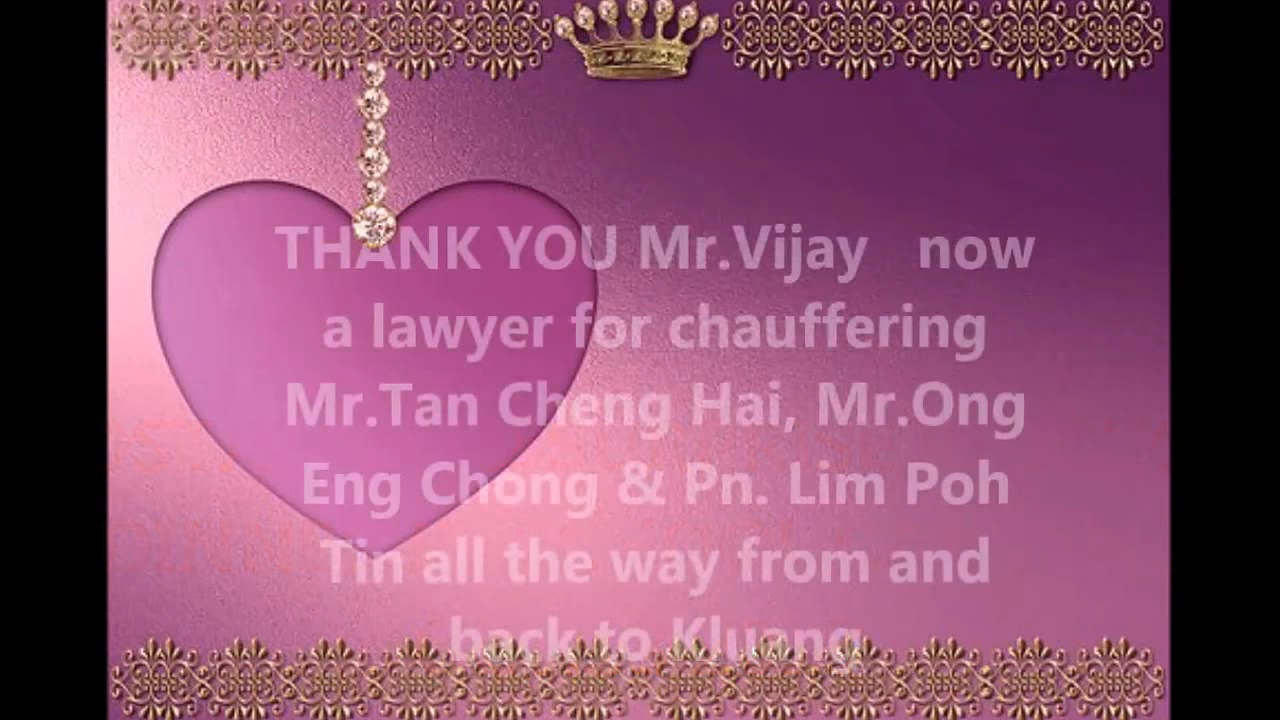 THANK YOU Mr.Vijay now
a lawyer for chauffering
Mr.Tan Cheng Hai, Mr.Ong
Eng Chong & Pn. Lim Poh
Tin all the way from and
back to Kluang